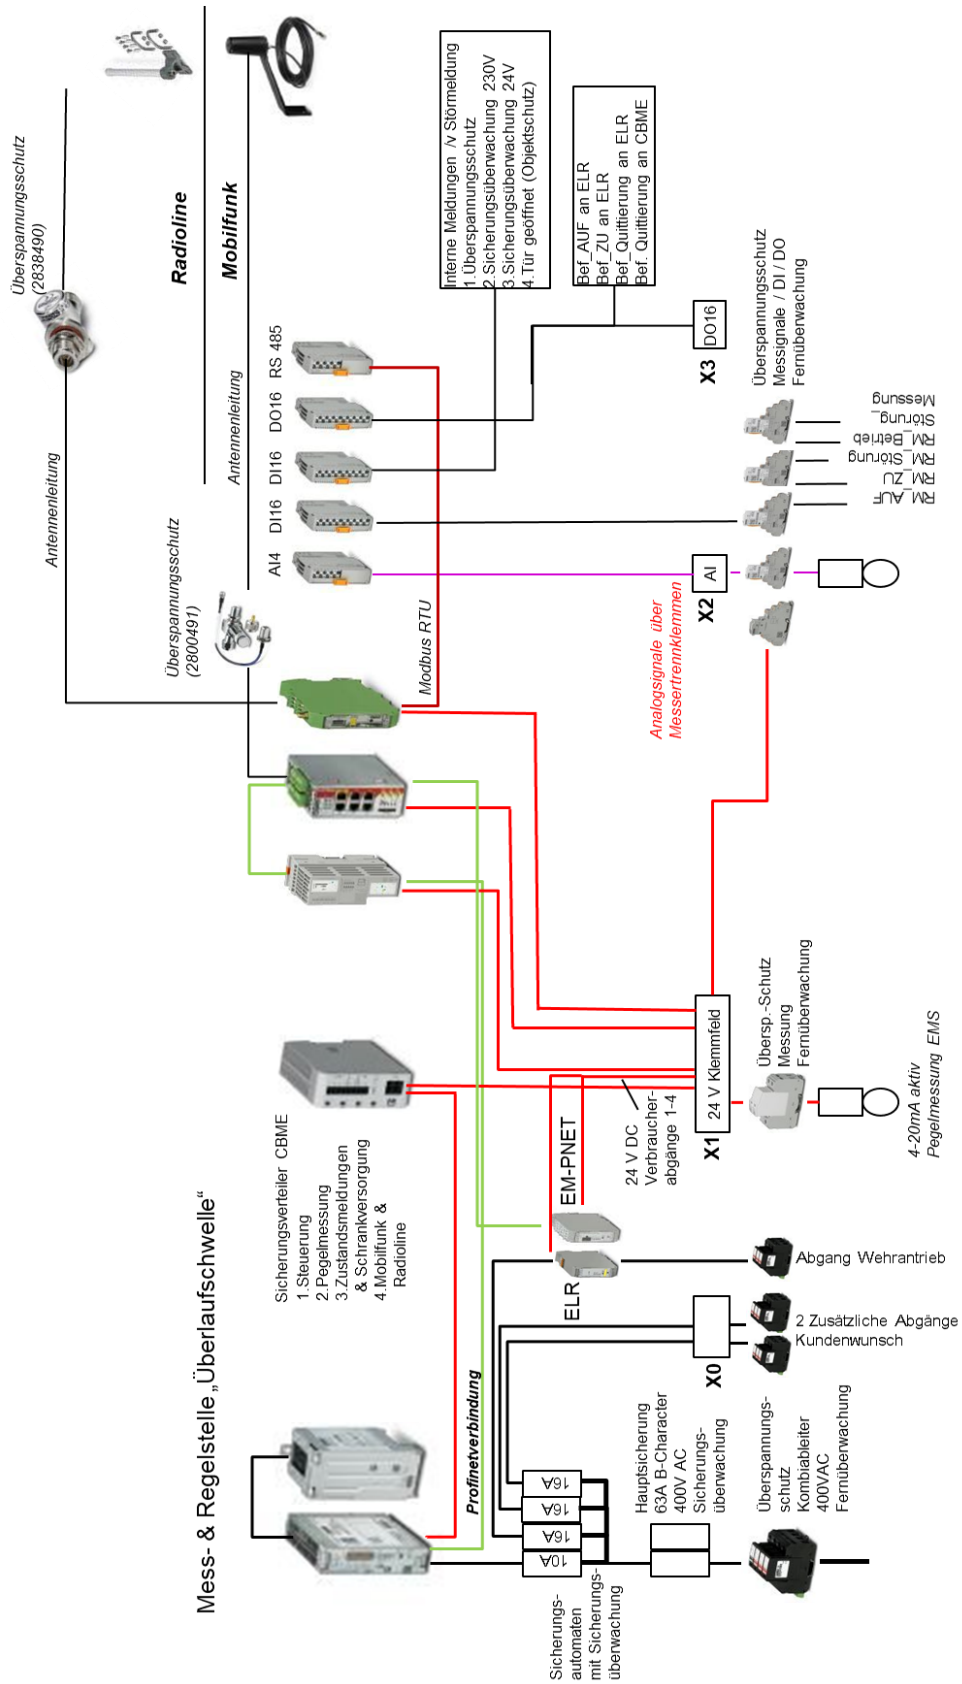 Mess- & Regelstelle „Überlaufschwelle“
Überspannungsschutz
(2838490)
Antennenleitung
Radioline
Mobilfunk
Antennenleitung
Überspannungsschutz
(2800491)
AI4
DI16
DI16
DO16
RS 485
Modbus RTU
Interne Meldungen /v Störmeldung
1.Überspannungsschutz
2.Sicherungsüberwachung 230V
3.Sicherungsüberwachung 24V
4.Tür geöffnet (Objektschutz)
Bef_AUF an ELR
Bef_ZU an ELR
Bef_Quittierung an ELR
Bef. Quittierung an CBME
X3
DO16
X2
AI
Analogsignale über
Messertrennklemmen
Überspannungsschutz
Messignale / DI / DO
Fernüberwachung
RM_AUF
RM_ZU
RM_Störung
RM_Betrieb
Störung_
Messung
Sicherungsverteiler CBME
1.Steuerung
2.Pegelmessung
3.Zustandsmeldungen
& Schrankversorgung
4.Mobilfunk &
Radioline
Profinetverbindung
EM-PNET
ELR
24 V DC
Verbraucher-
abgänge 1-4
X1
24 V Klemmfeld
Übersp.-Schutz
Messung
Fernüberwachung
4-20mA aktiv
Pegelmessung EMS
Abgang Wehrantrieb
X0
2 Zusätzliche Abgänge
Kundenwunsch
10A
16A
16A
16A
Sicherungs-
automaten
mit Sicherungs-
überwachung
Hauptsicherung
63A B-Character
400V AC
Sicherungs-
überwachung
Überspannungs-
schutz
Kombiableiter
400VAC
Fernüberwachung